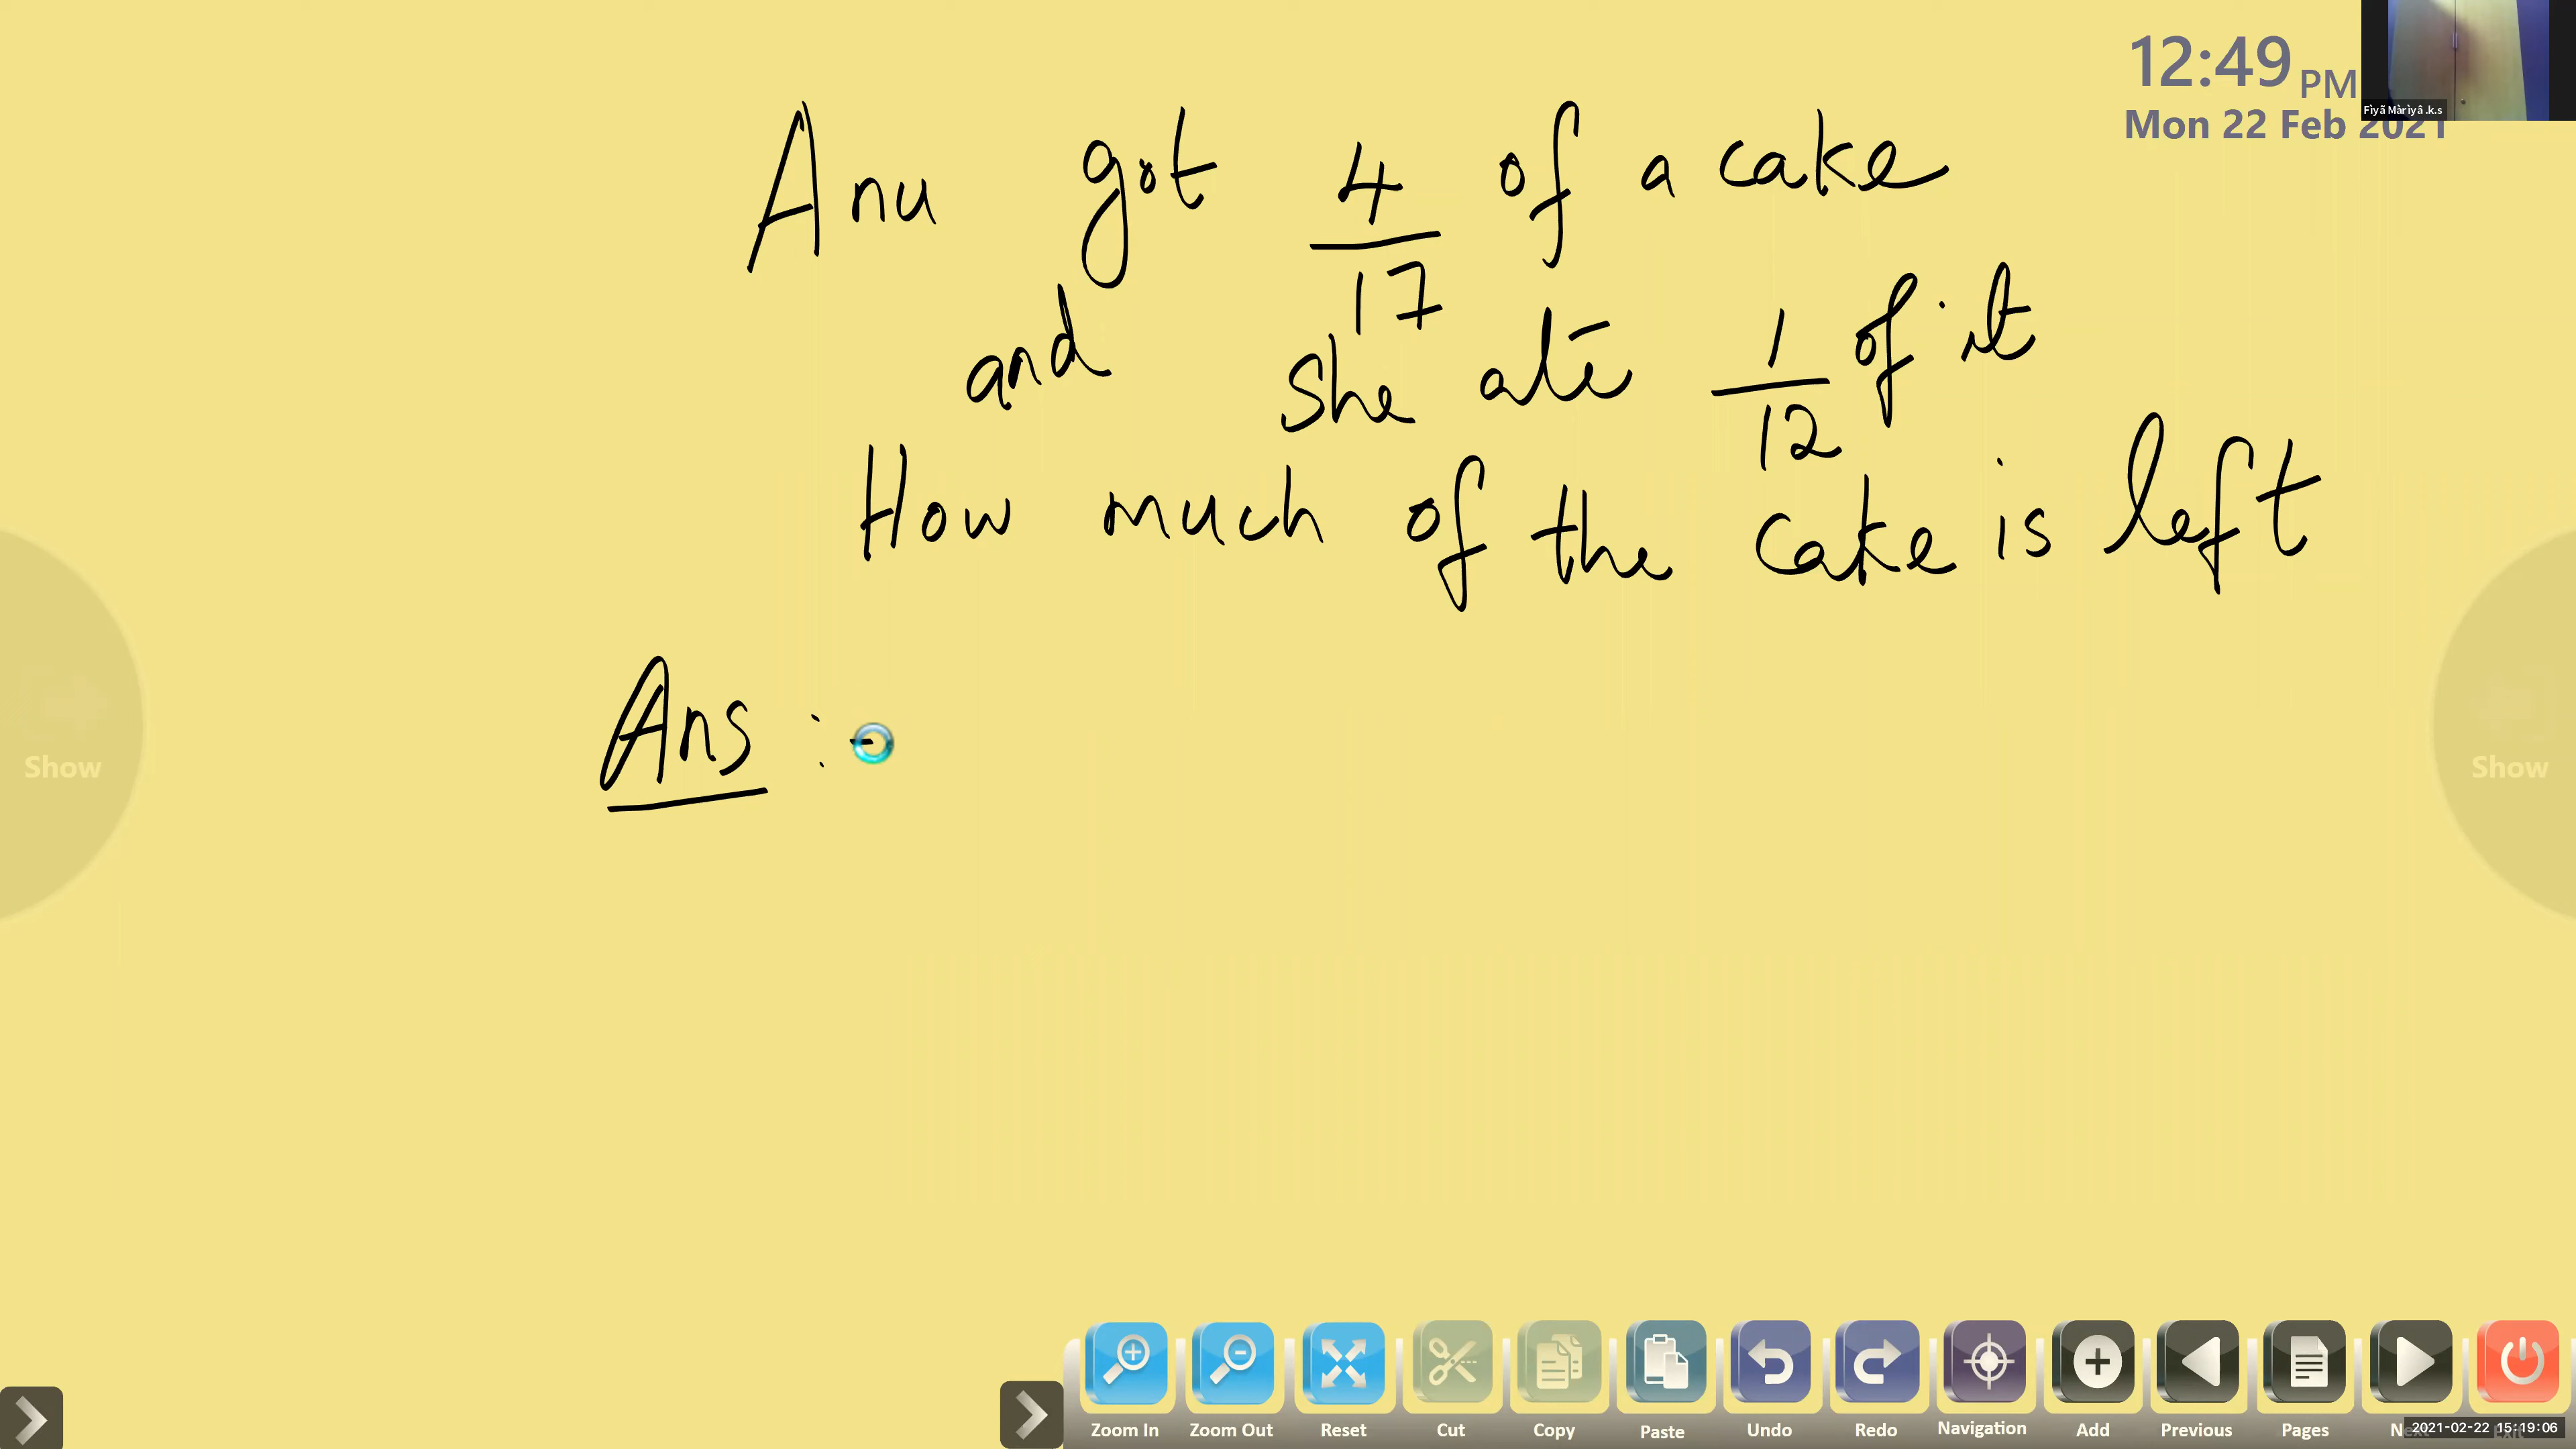 12:49 PM
Mon 22 Feb 2021
Fiyã Màrìyâ .k.s
Anu got 4/17 of a cake
and she ate 1/12 of it
How much of the cake is left
Ans :-
Show
Show
Zoom In Zoom Out Reset Cut Copy Paste Undo Redo Navigation Add Previous Pages
2021-02-22 15:19:06